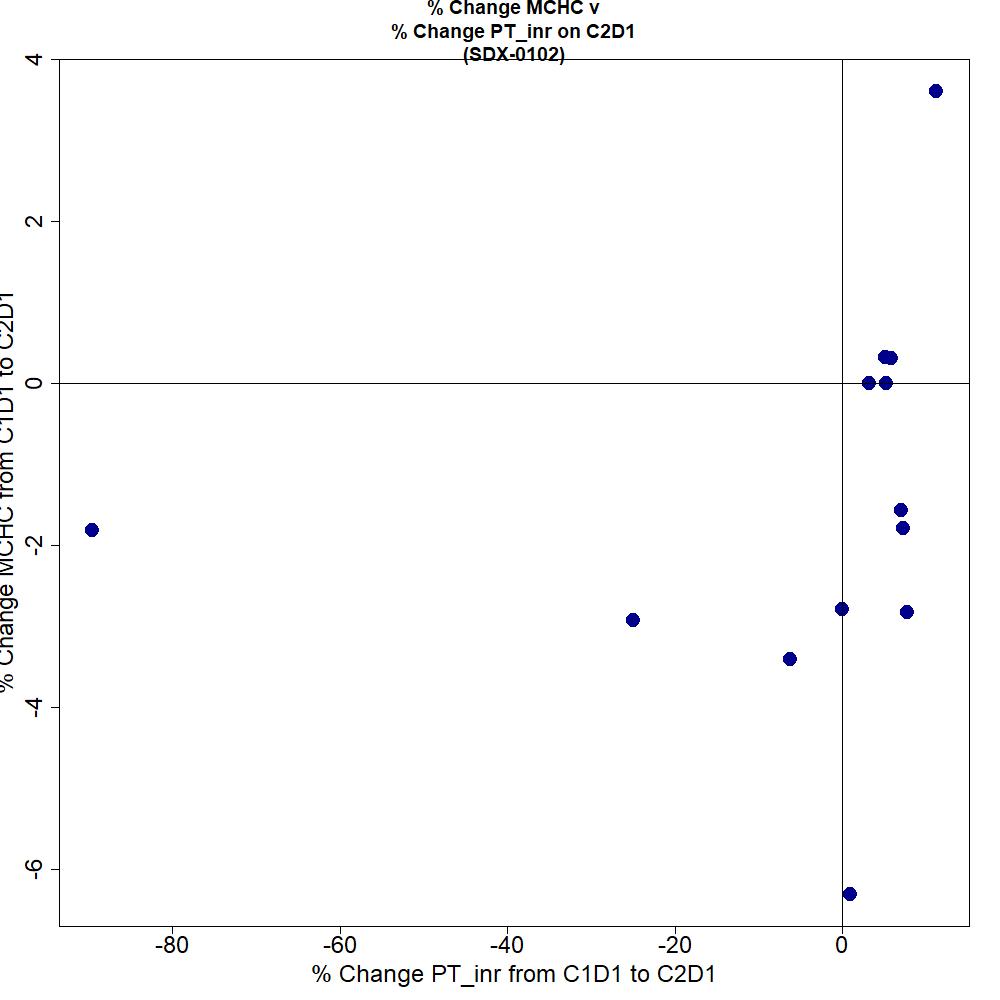 % Change MCHC v
% Change PT_inr on C2D1
(SDX-0102)
4
2
0
-2
-4
-6
% Change MCHC from C1D1 to C2D1
-80
-60
-40
-20
0
% Change PT_inr from C1D1 to C2D1